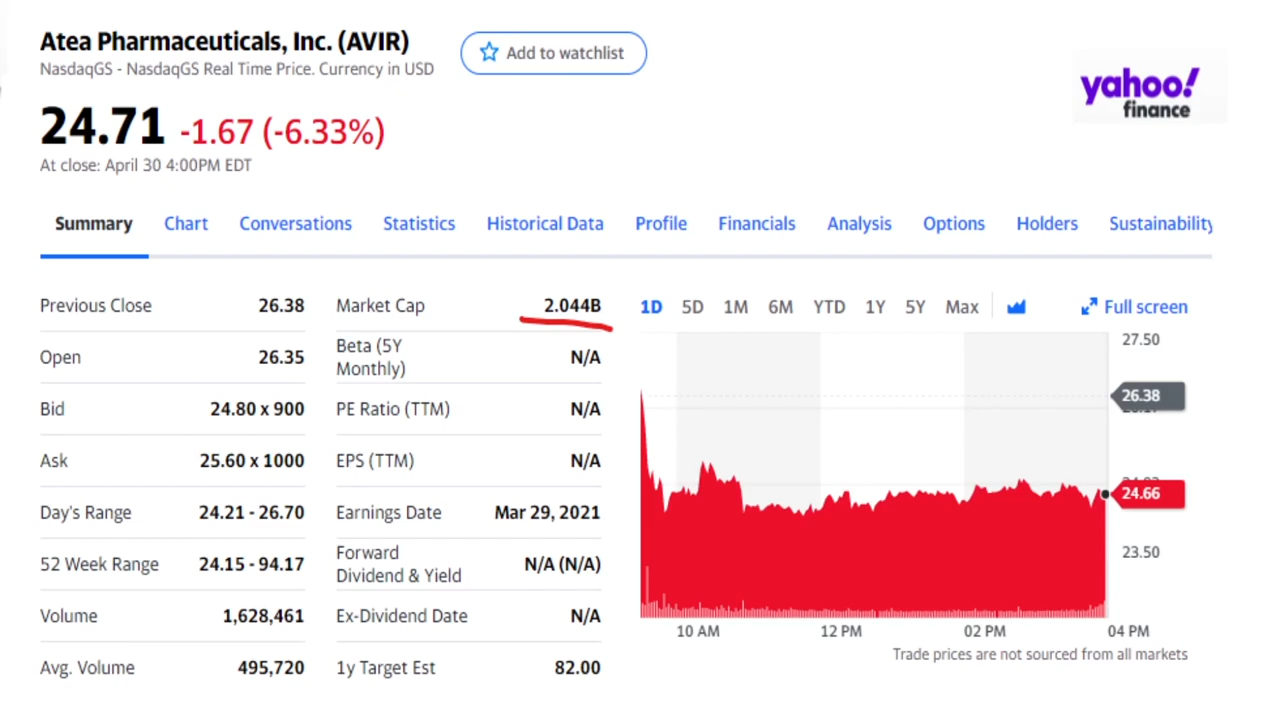 Atea Pharmaceuticals, Inc. (AVIR)
Add to watchlist
NasdaqGS - NasdaqGS Real Time Price. Currency in USD
yahoo!
finance
24.71 -1.67 (-6.33%)
At close: April 30 4:00PM EDT
Summary Chart Conversations Statistics Historical Data Profile Financials Analysis Options Holders Sustainability
Previous Close 26.38
Open 26.35
Bid 24.80 x 900
Ask 25.60 x 1000
Day's Range 24.21 - 26.70
52 Week Range 24.15 - 94.17
Volume 1,628,461
Avg. Volume 495,720
Market Cap 2.044B
Beta (5Y
Monthly) N/A
PE Ratio (TTM) N/A
EPS (TTM) N/A
Earnings Date Mar 29, 2021
Forward
Dividend & Yield N/A (N/A)
Ex-Dividend Date N/A
1y Target Est 82.00
1D 5D 1M 6M YTD 1Y 5Y Max Full screen
27.50
26.38
24.66
23.50
10 AM 12 PM 02 PM 04 PM
Trade prices are not sourced from all markets